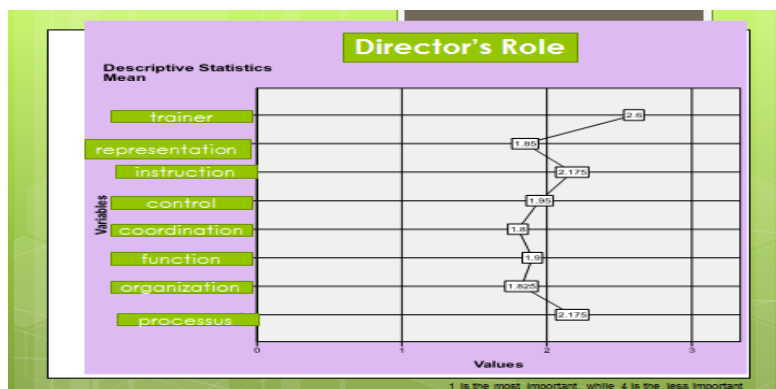 Director's Role
Descriptive Statistics
Mean
trainer
2.6
representation
1.85
instruction
2.175
control
1.95
Variables
coordination
1.8
function
1.9
organization
1.825
processus
2.175
0 1 2 3
Values
1 is the most important, while 4 is the less important